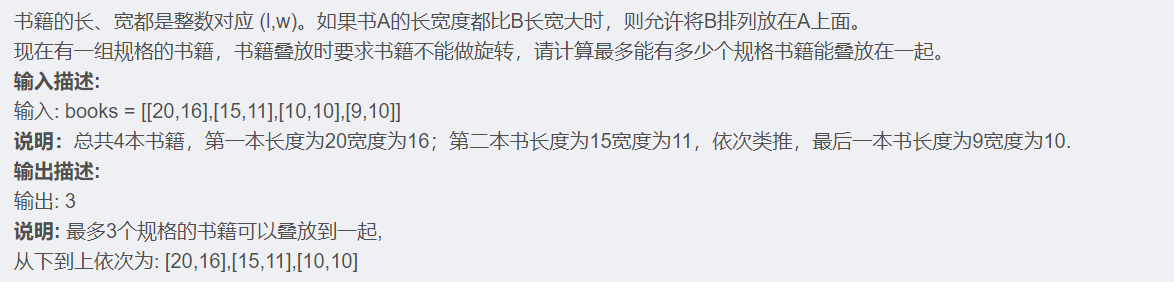 书籍的长、宽都是整数对应 (l,w)。如果书A的长宽度都比B长宽大时，则允许将B排列放在A上面。
现在有一组规格的书籍，书籍叠放时要求书籍不能做旋转，请计算最多能有多少个规格书籍能叠放在一起。
输入描述:
输入: books = [[20,16],[15,11],[10,10],[9,10]]
说明：总共4本书籍，第一本长度为20宽度为16；第二本书长度为15宽度为11，依次类推，最后一本书长度为9宽度为10.
输出描述:
输出: 3
说明: 最多3个规格的书籍可以叠放到一起,
从下到上依次为: [20,16],[15,11],[10,10]